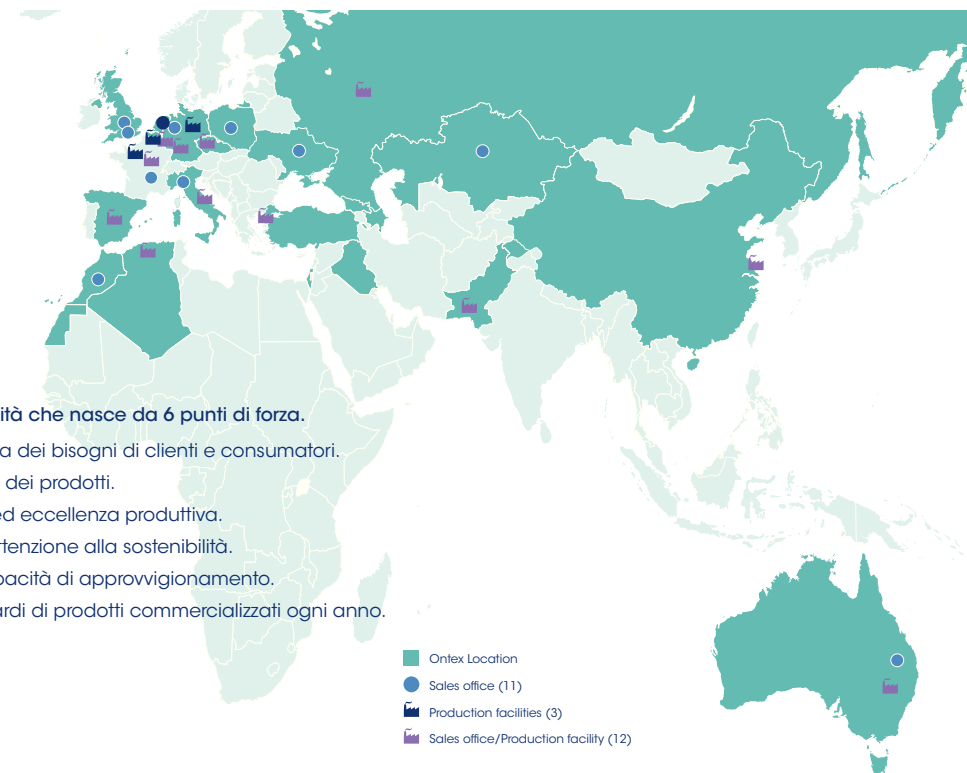 ità che nasce da 6 punti di forza.
a dei bisogni di clienti e consumatori.
dei prodotti.
ed eccellenza produttiva.
ttenzione alla sostenibilità.
pacità di approvvigionamento.
ardi di prodotti commercializzati ogni anno.
Ontex Location
Sales office (11)
Production facilities (3)
Sales office/Production facility (12)